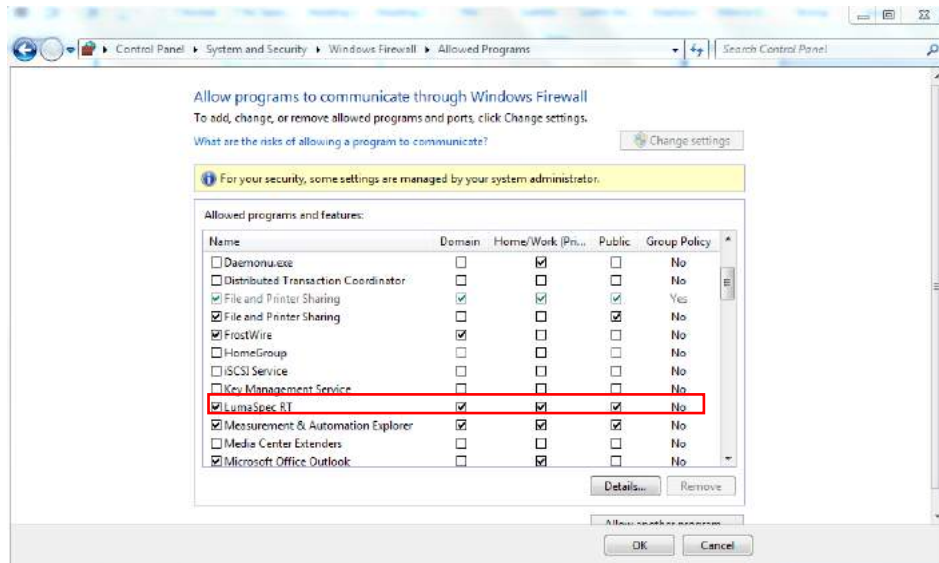 Control Panel ▸ System and Security ▸ Windows Firewall ▸ Allowed Programs Search Control Panel
Allow programs to communicate through Windows Firewall
To add, change, or remove allowed programs and ports, click Change settings.
What are the risks of allowing a program to communicate? Change settings
For your security, some settings are managed by your system administrator.
Allowed programs and features:
Name Domain Home/Work (Pri... Public Group Policy
Daemonu.exe No
Distributed Transaction Coordinator No
File and Printer Sharing Yes
File and Printer Sharing No
FrostWire No
HomeGroup No
iSCSI Service No
Key Management Service No
LumaSpec RT No
Measurement & Automation Explorer No
Media Center Extenders No
Microsoft Office Outlook No
Details... Remove
Allow another program
OK Cancel